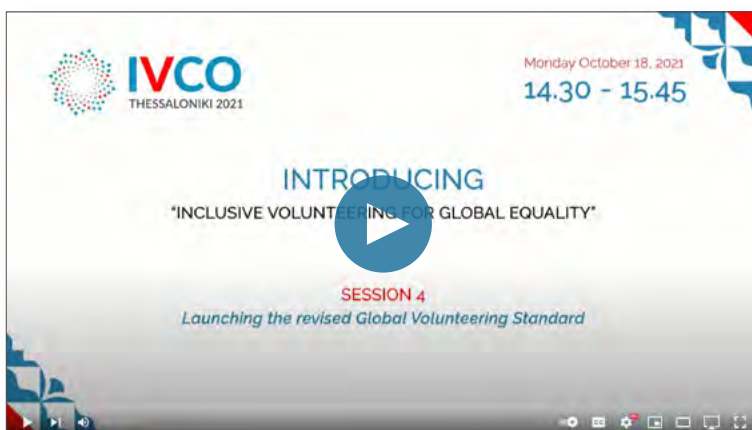 IVCO
THESSALONIKI 2021
Monday October 18, 2021
14.30 - 15.45
INTRODUCING
"INCLUSIVE VOLUNTEERING FOR GLOBAL EQUALITY"
SESSION 4
Launching the revised Global Volunteering Standard